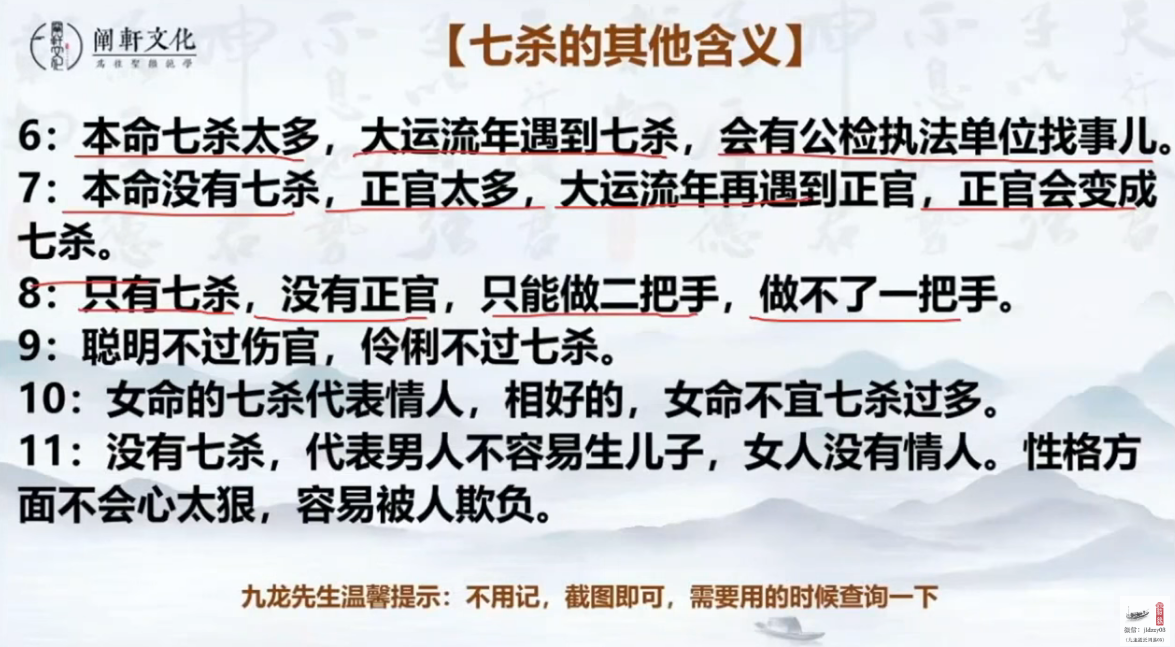 阐軒文化
【七杀的其他含义】
6：本命七杀太多，大运流年遇到七杀，会有公检执法单位找事儿。
7：本命没有七杀，正官太多，大运流年再遇到正官，正官会变成
七杀。
8：只有七杀，没有正官，只能做二把手，做不了一把手。
9：聪明不过伤官，伶俐不过七杀。
10：女命的七杀代表情人，相好的，女命不宜七杀过多。
11：没有七杀，代表男人不容易生儿子，女人没有情人。性格方
面不会心太狠，容易被人欺负。
九龙先生温馨提示：不用记，截图即可，需要用的时候查询一下